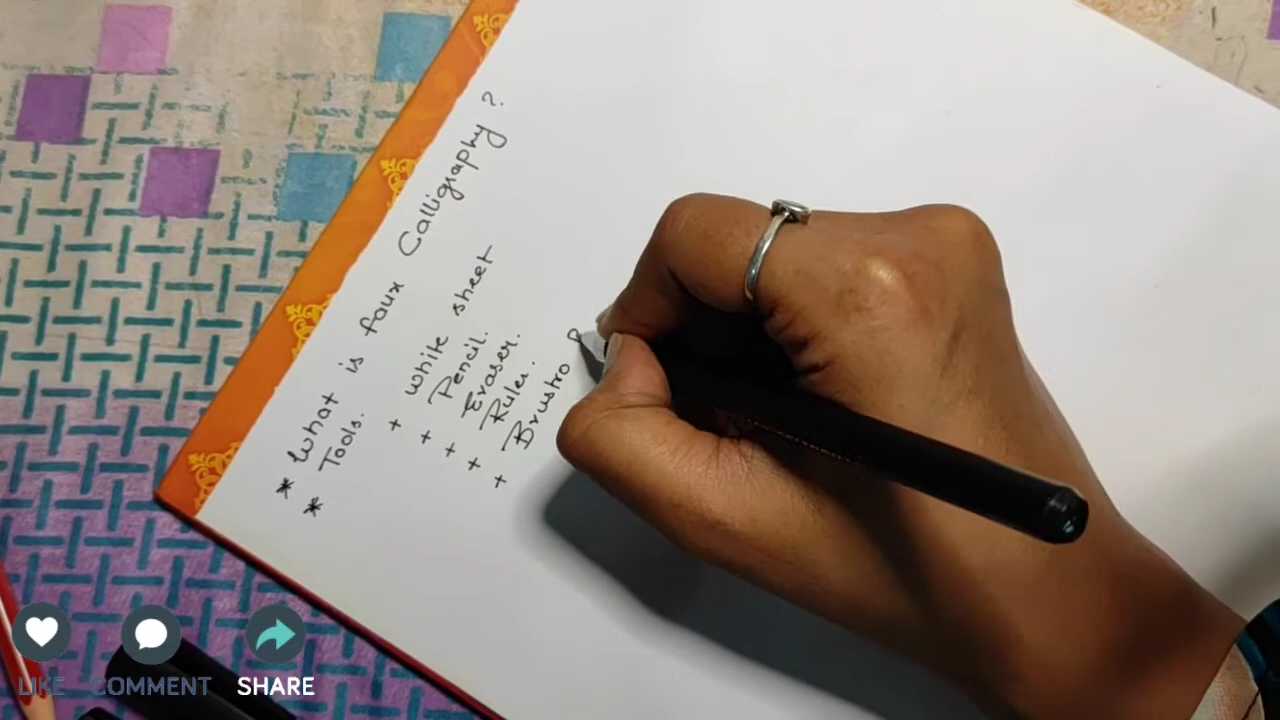 * What is faux Calligraphy ?
* Tools.
+ White sheet
+ Pencil.
+ Eraser.
+ Ruler.
+ Brustro
LIKE
COMMENT
SHARE